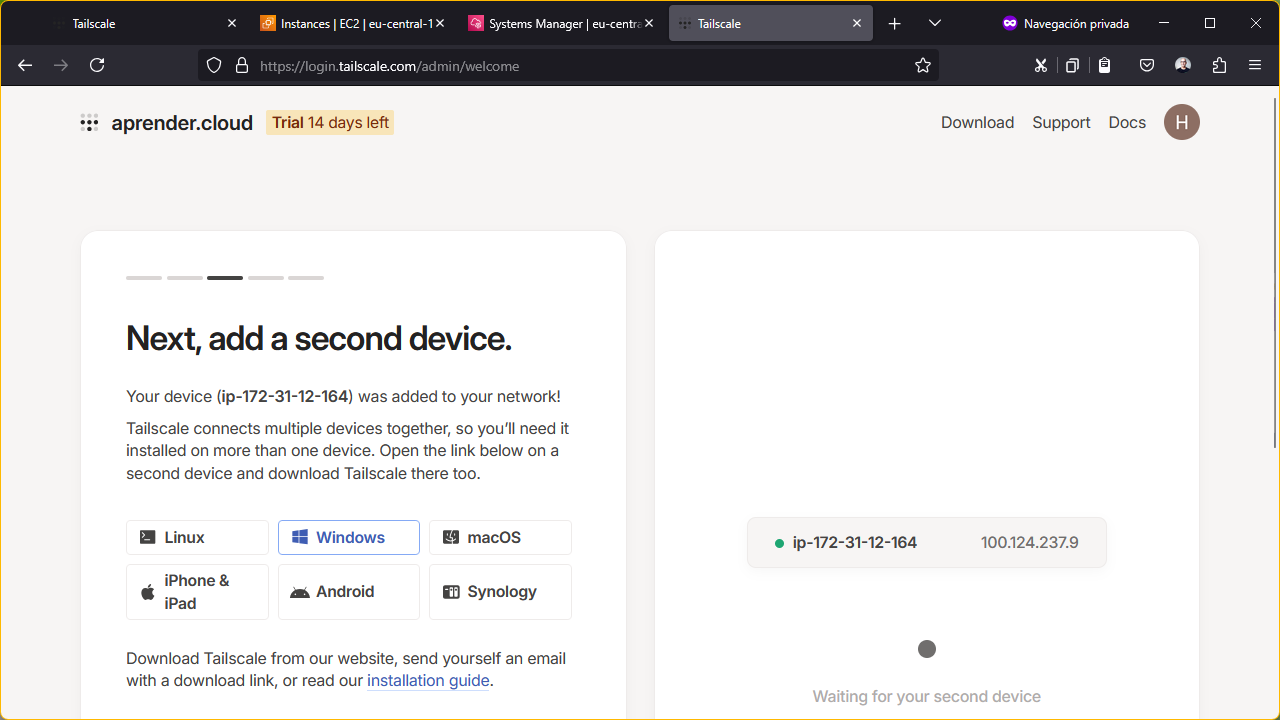 Tailscale
Instances | EC2 | eu-central-1
Systems Manager | eu-centra
Tailscale
Navegación privada
https://login.tailscale.com/admin/welcome
aprender.cloud
Trial 14 days left
Download
Support
Docs
H
Next, add a second device.
Your device (ip-172-31-12-164) was added to your network!
Tailscale connects multiple devices together, so you’ll need it
installed on more than one device. Open the link below on a
second device and download Tailscale there too.
Linux
Windows
macOS
iPhone &
iPad
Android
Synology
Download Tailscale from our website, send yourself an email
with a download link, or read our installation guide.
ip-172-31-12-164
100.124.237.9
Waiting for your second device